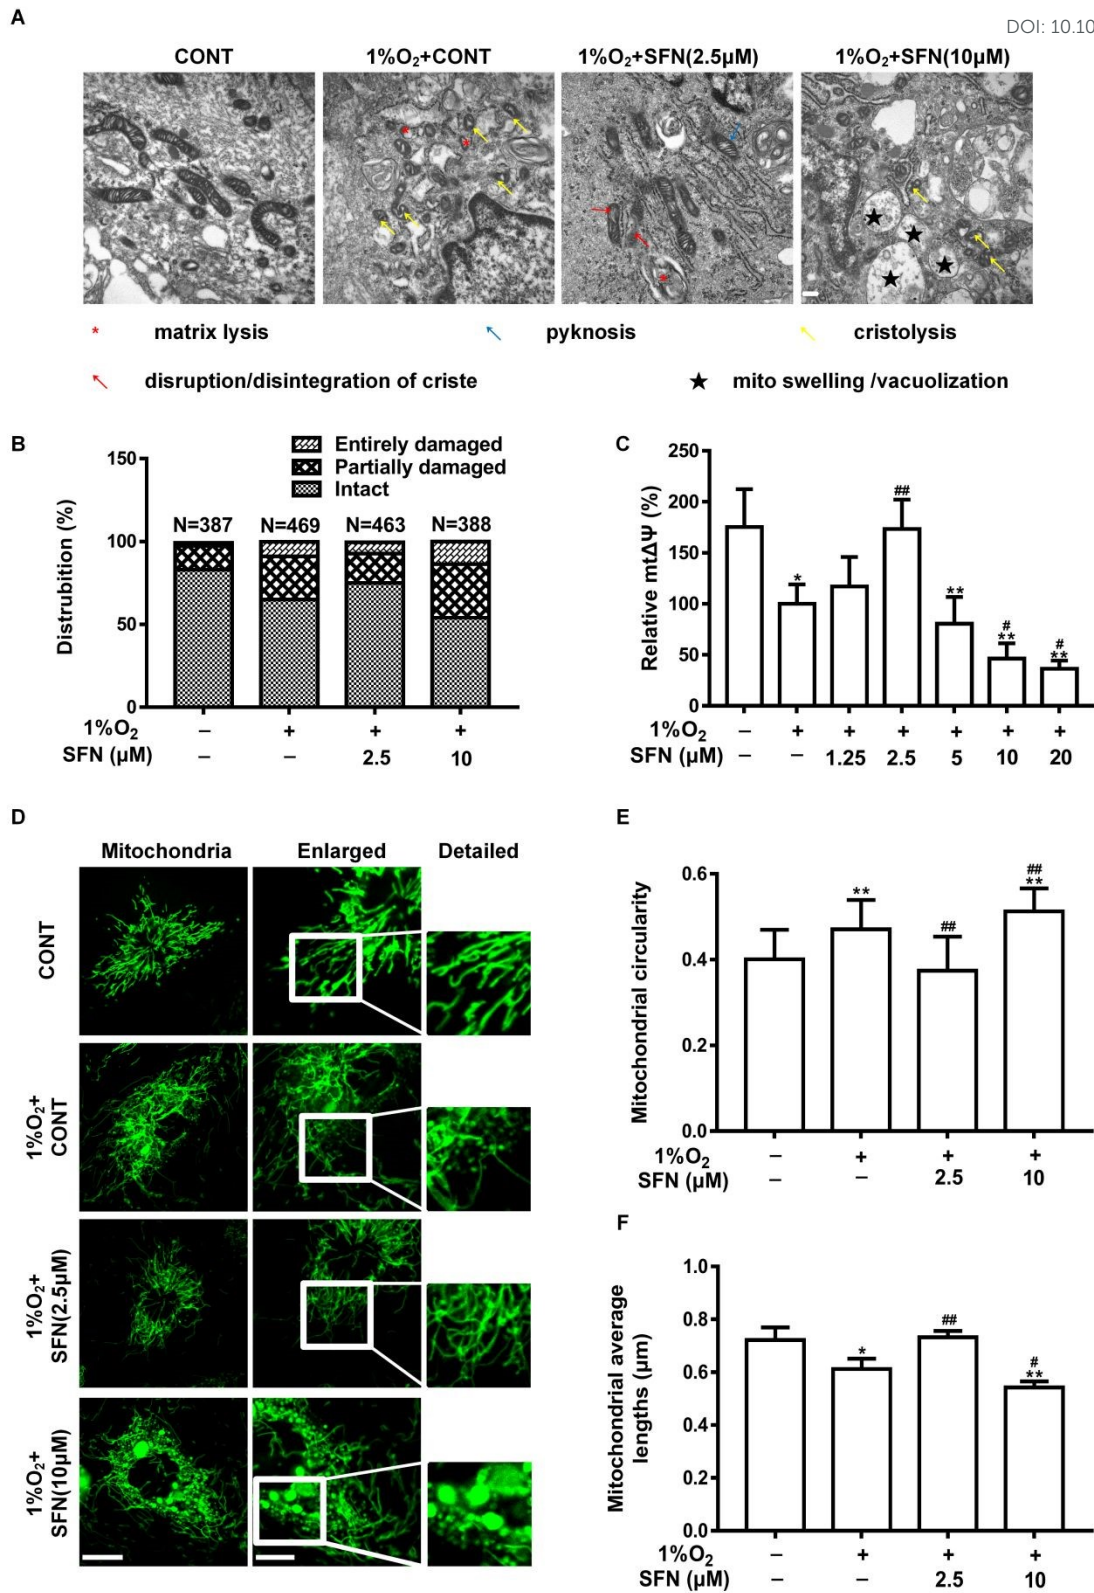 A
DOI: 10.10
CONT
1%O₂+CONT
1%O₂+SFN(2.5μM)
1%O₂+SFN(10μM)
* matrix lysis
pyknosis
cristolysis
disruption/disintegration of criste
★ mito swelling /vacuolization
B
Entirely damaged
Partially damaged
Intact
Distrubition (%)
150
100
50
0
N=387 N=469 N=463 N=388
1%O₂ – + + +
SFN (μM) – – 2.5 10
C
Relative mtΔΨ (%)
250
200
150
100
50
0
*
##
**
#
**
#
**
1%O₂ – + + + + + +
SFN (μM) – – 1.25 2.5 5 10 20
D
Mitochondria Enlarged Detailed
CONT
1%O₂+
CONT
1%O₂+
SFN(2.5μM)
1%O₂+
SFN(10μM)
E
Mitochondrial circularity
0.6
0.4
0.2
0.0
**
##
##
**
1%O₂ – + + +
SFN (μM) – – 2.5 10
F
Mitochondrial average
lengths (μm)
1.0
0.8
0.6
0.4
0.2
0.0
*
##
#
**
1%O₂ – + + +
SFN (μM) – – 2.5 10